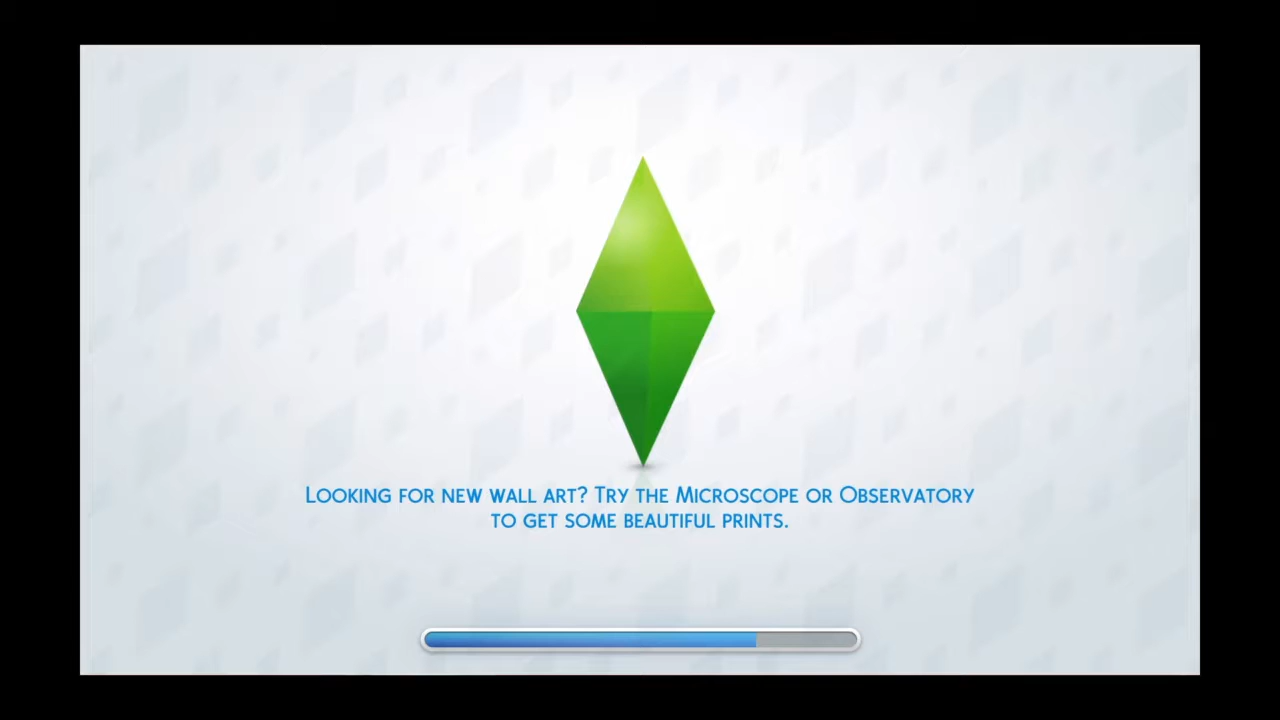 Looking for new wall art? Try the Microscope or Observatory
to get some beautiful prints.